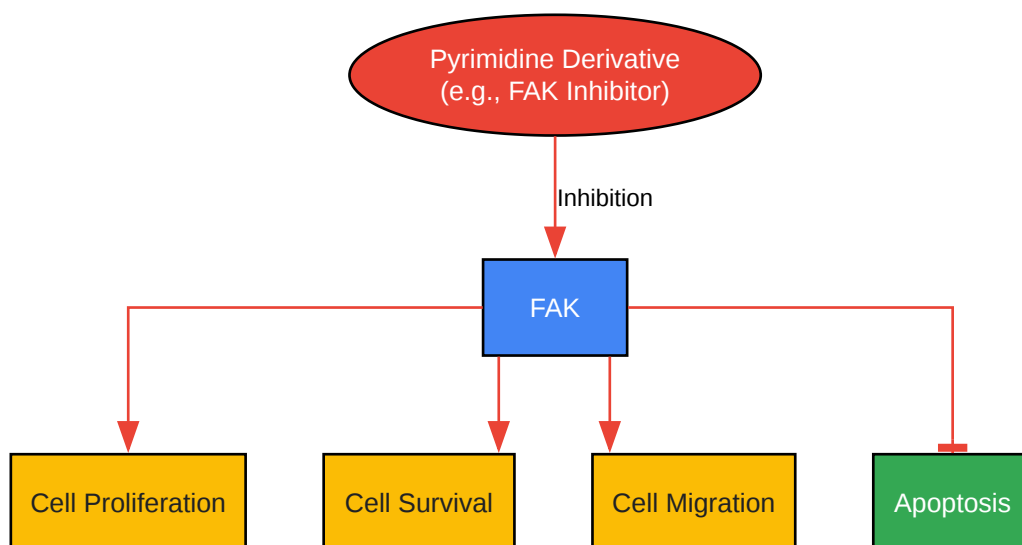 Pyrimidine Derivative
(e.g., FAK Inhibitor)
Inhibition
FAK
Cell Proliferation
Cell Survival
Cell Migration
Apoptosis